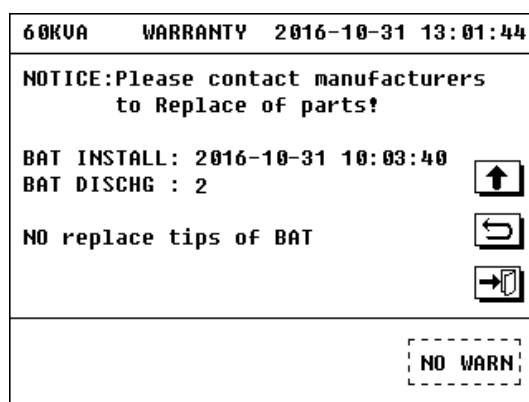 60KVA WARRANTY 2016-10-31 13:01:44
NOTICE:Please contact manufacturers
to Replace of parts!
BAT INSTALL: 2016-10-31 10:03:40
BAT DISCHG : 2
NO replace tips of BAT
NO WARN